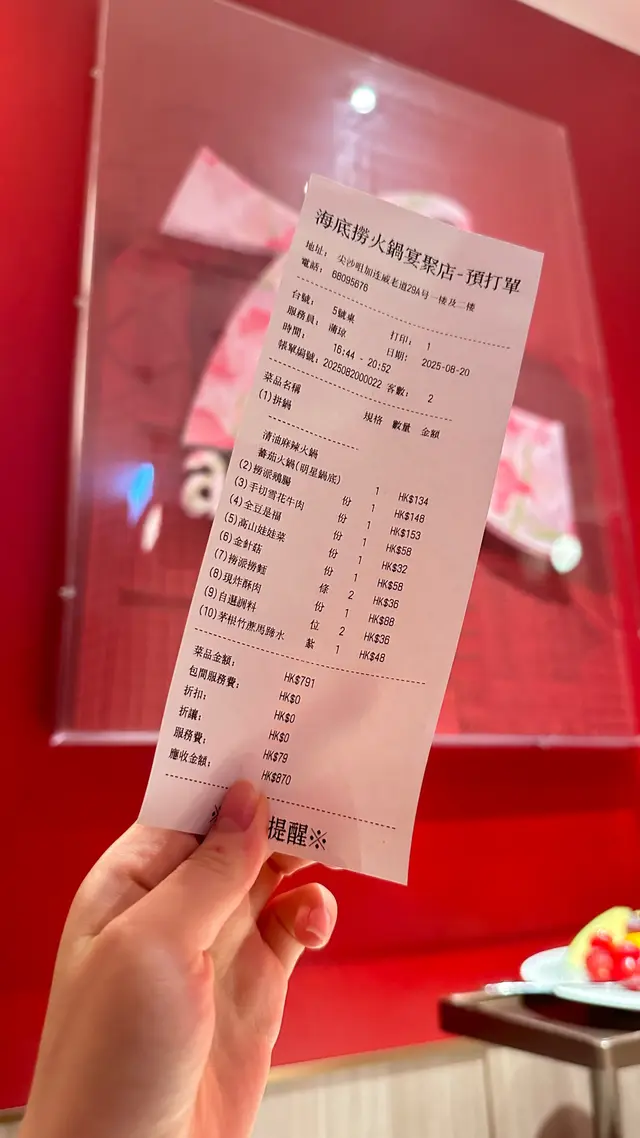 海底撈火鍋宴聚店-預打單
地址: 尖沙咀加连威老道29A号一楼及二楼
電話: 68095676
台號: 5號桌 打印: 1
服務員: 蒲琼 日期: 2025-08-20
時間: 16:44 - 20:52
帳單編號:2025082000022 客數: 2
菜品名稱 規格 數量 金額
(1)拼鍋
清油麻辣火鍋
蕃茄火鍋(明星鍋底) 1 HK$134
(2)撈派鵝腸 份 1 HK$148
(3)手切雪花牛肉 份 1 HK$153
(4)全豆是福 份 1 HK$58
(5)高山娃娃菜 份 1 HK$32
(6)金針菇 份 1 HK$58
(7)撈派撈麵 條 2 HK$36
(8)現炸酥肉 份 1 HK$88
(9)自選調料 位 2 HK$36
(10)茅根竹蔗馬蹄水 紮 1 HK$48
菜品金額: HK$791
包間服務費: HK$0
折扣: HK$0
折讓: HK$0
服務費: HK$79
應收金額: HK$870
提醒※